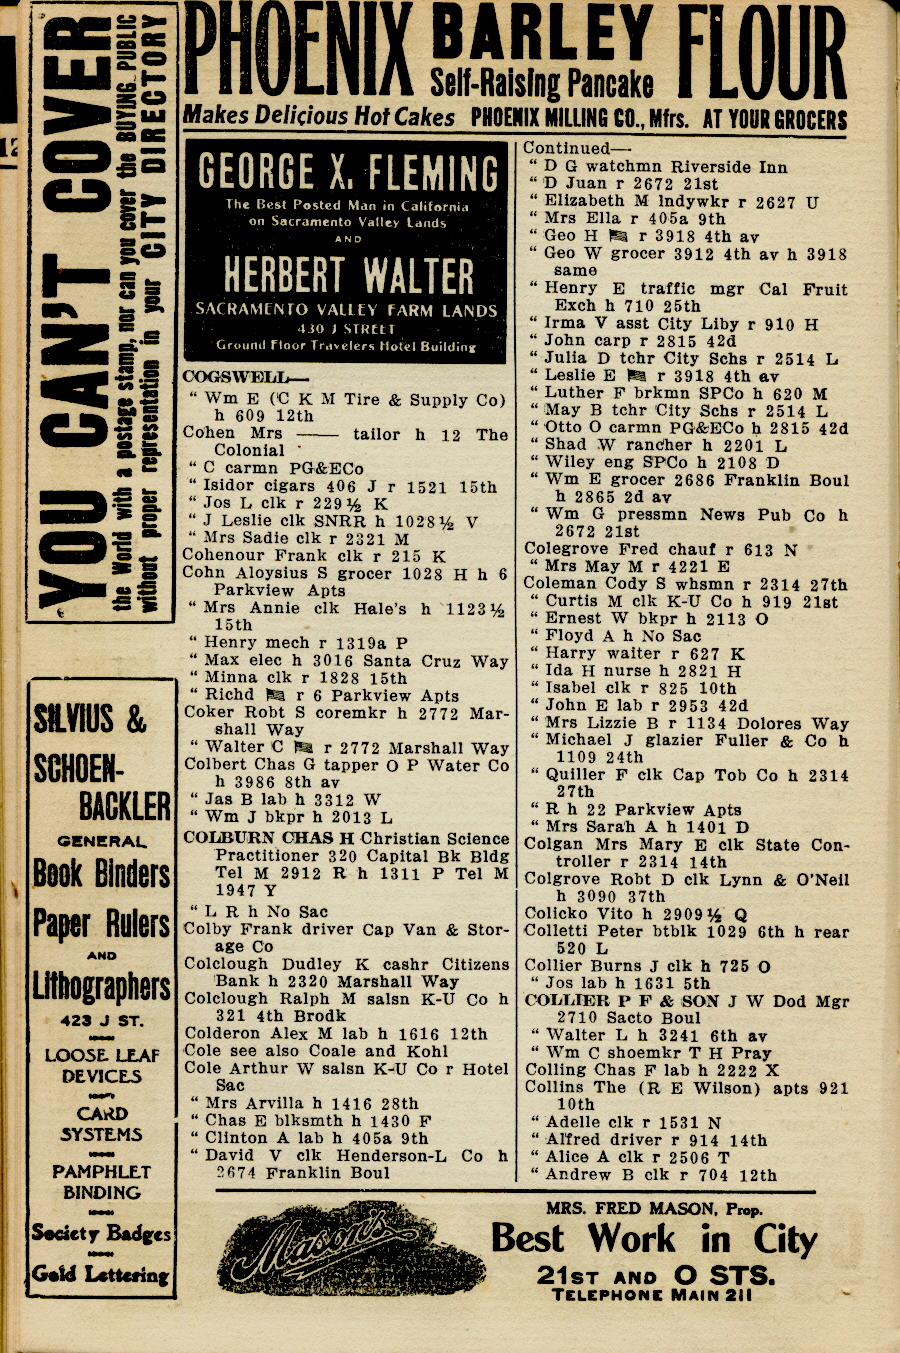 PHOENIX BARLEY FLOUR
Self-Raising Pancake
Makes Delicious Hot Cakes PHOENIX MILLING CO., Mfrs. AT YOUR GROCERS
YOU CAN'T COVER
the World with a postage stamp, nor can you cover the BUYING PUBLIC
without proper representation in your CITY DIRECTORY
SILVIUS &
SCHOEN-
BACKLER
GENERAL
Book Binders
Paper Rulers
AND
Lithographers
423 J ST.
LOOSE LEAF
DEVICES
CARD
SYSTEMS
PAMPHLET
BINDING
Society Badges
Gold Lettering
GEORGE X. FLEMING
The Best Posted Man in California
on Sacramento Valley Lands
AND
HERBERT WALTER
SACRAMENTO VALLEY FARM LANDS
430 J STREET
Ground Floor Travelers Hotel Building
COGSWELL—
" Wm E (C K M Tire & Supply Co)
h 609 12th
Cohen Mrs —— tailor h 12 The
Colonial
" C carmn PG&ECo
" Isidor cigars 406 J r 1521 15th
" Jos L clk r 229½ K
" J Leslie clk SNRR h 1028½ V
" Mrs Sadie clk r 2321 M
Cohenour Frank clk r 215 K
Cohn Aloysius S grocer 1028 H h 6
Parkview Apts
" Mrs Annie clk Hale's h 1123½
15th
" Henry mech r 1319a P
" Max elec h 3016 Santa Cruz Way
" Minna clk r 1828 15th
" Richd r 6 Parkview Apts
Coker Robt S coremkr h 2772 Mar-
shall Way
" Walter C r 2772 Marshall Way
Colbert Chas G tapper O P Water Co
h 3986 8th av
" Jas B lab h 3312 W
" Wm J bkpr h 2013 L
COLBURN CHAS H Christian Science
Practitioner 320 Capital Bk Bldg
Tel M 2912 R h 1311 P Tel M
1947 Y
" L R h No Sac
Colby Frank driver Cap Van & Stor-
age Co
Colclough Dudley K cashr Citizens
Bank h 2320 Marshall Way
Colclough Ralph M salsn K-U Co h
321 4th Brodk
Colderon Alex M lab h 1616 12th
Cole see also Coale and Kohl
Cole Arthur W salsn K-U Co r Hotel
Sac
" Mrs Arvilla h 1416 28th
" Chas E blksmth h 1430 F
" Clinton A lab h 405a 9th
" David V clk Henderson-L Co h
2674 Franklin Boul
Continued—
" D G watchmn Riverside Inn
" D Juan r 2672 21st
" Elizabeth M lndywkr r 2627 U
" Mrs Ella r 405a 9th
" Geo H r 3918 4th av
" Geo W grocer 3912 4th av h 3918
same
" Henry E traffic mgr Cal Fruit
Exch h 710 25th
" Irma V asst City Liby r 910 H
" John carp r 2815 42d
" Julia D tchr City Schs r 2514 L
" Leslie E r 3918 4th av
" Luther F brkmn SPCo h 620 M
" May B tchr City Schs r 2514 L
" Otto O carmn PG&ECo h 2815 42d
" Shad W rancher h 2201 L
" Wiley eng SPCo h 2108 D
" Wm E grocer 2686 Franklin Boul
h 2865 2d av
" Wm G pressmn News Pub Co h
2672 21st
Colegrove Fred chauf r 613 N
" Mrs May M r 4221 E
Coleman Cody S whsmn r 2314 27th
" Curtis M clk K-U Co h 919 21st
" Ernest W bkpr h 2113 O
" Floyd A h No Sac
" Harry waiter r 627 K
" Ida H nurse h 2821 H
" Isabel clk r 825 10th
" John E lab r 2953 42d
" Mrs Lizzie B r 1134 Dolores Way
" Michael J glazier Fuller & Co h
1109 24th
" Quiller F clk Cap Tob Co h 2314
27th
" R h 22 Parkview Apts
" Mrs Sarah A h 1401 D
Colgan Mrs Mary E clk State Con-
troller r 2314 14th
Colgrove Robt D clk Lynn & O'Neil
h 3090 37th
Colicko Vito h 2909½ Q
Colletti Peter btblk 1029 6th h rear
520 L
Collier Burns J clk h 725 O
" Jos lab h 1631 5th
COLLIER P F & SON J W Dod Mgr
2710 Sacto Boul
" Walter L h 3241 6th av
" Wm C shoemkr T H Pray
Colling Chas F lab h 2222 X
Collins The (R E Wilson) apts 921
10th
" Adelle clk r 1531 N
" Alfred driver r 914 14th
" Alice A clk r 2506 T
" Andrew B clk r 704 12th
Mason's
MRS. FRED MASON, Prop.
Best Work in City
21ST AND O STS.
TELEPHONE MAIN 211